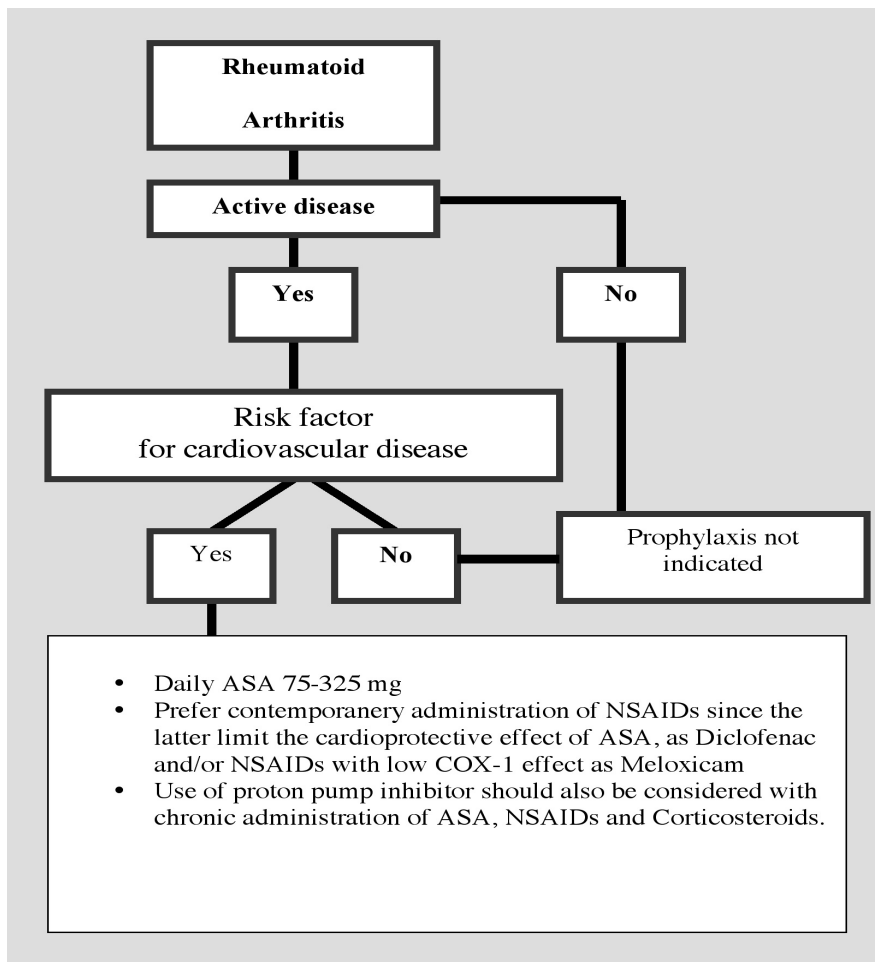 Rheumatoid
Arthritis
Active disease
Yes
No
Risk factor
for cardiovascular disease
Yes
No
Prophylaxis not
indicated
• Daily ASA 75-325 mg
• Prefer contemporanery administration of NSAIDs since the
latter limit the cardioprotective effect of ASA, as Diclofenac
and/or NSAIDs with low COX-1 effect as Meloxicam
• Use of proton pump inhibitor should also be considered with
chronic administration of ASA, NSAIDs and Corticosteroids.